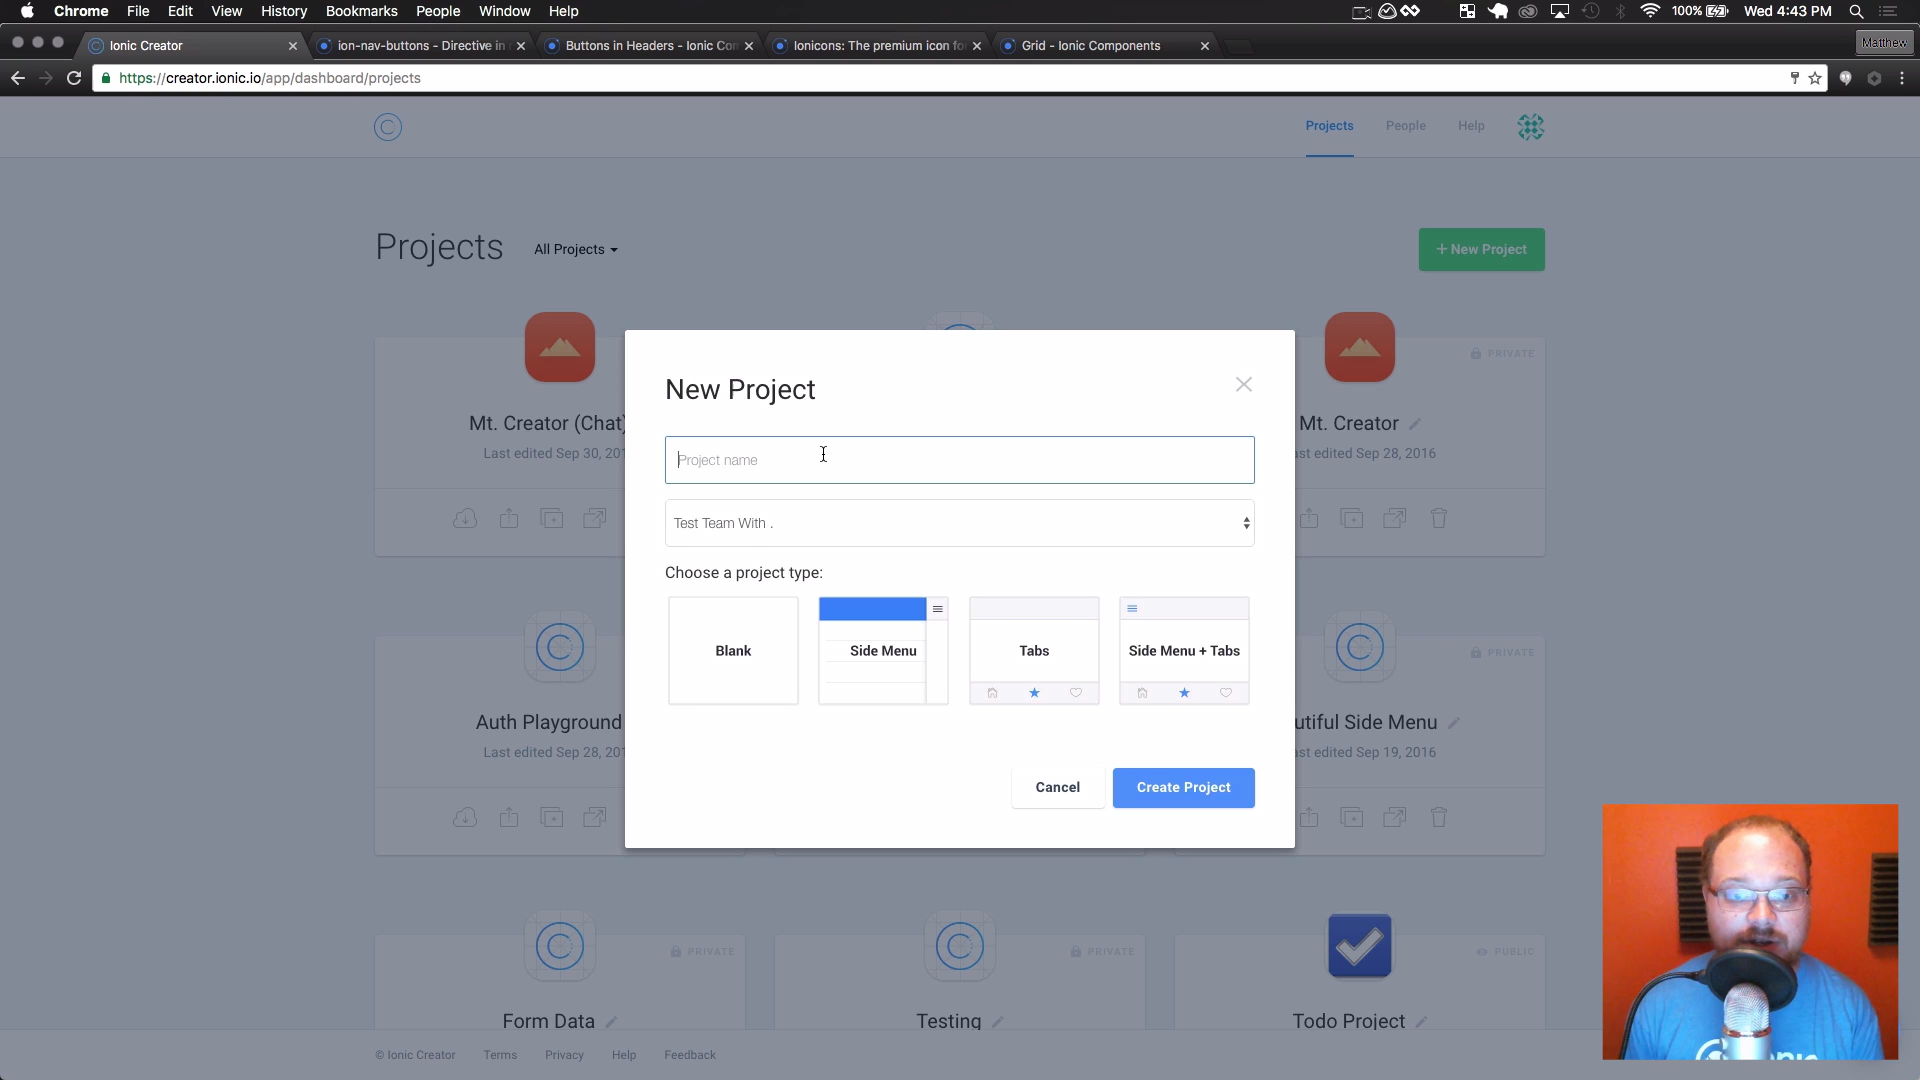 Chrome File Edit View History Bookmarks People Window Help 100% Wed 4:43 PM
Ionic Creator ion-nav-buttons - Directive in Buttons in Headers - Ionic Com Ionicons: The premium icon fo Grid - Ionic Components Matthew
https://creator.ionic.io/app/dashboard/projects
Projects People Help
Projects All Projects + New Project
PRIVATE
Mt. Creator (Chat) Mt. Creator
Last edited Sep 30, 201 ast edited Sep 28, 2016
New Project
Project name
Test Team With .
Choose a project type:
Blank Side Menu Tabs Side Menu + Tabs
Cancel Create Project
PRIVATE
Auth Playground utiful Side Menu
Last edited Sep 28, 201 ast edited Sep 19, 2016
PRIVATE PRIVATE PUBLIC
Form Data Testing Todo Project
© Ionic Creator Terms Privacy Help Feedback